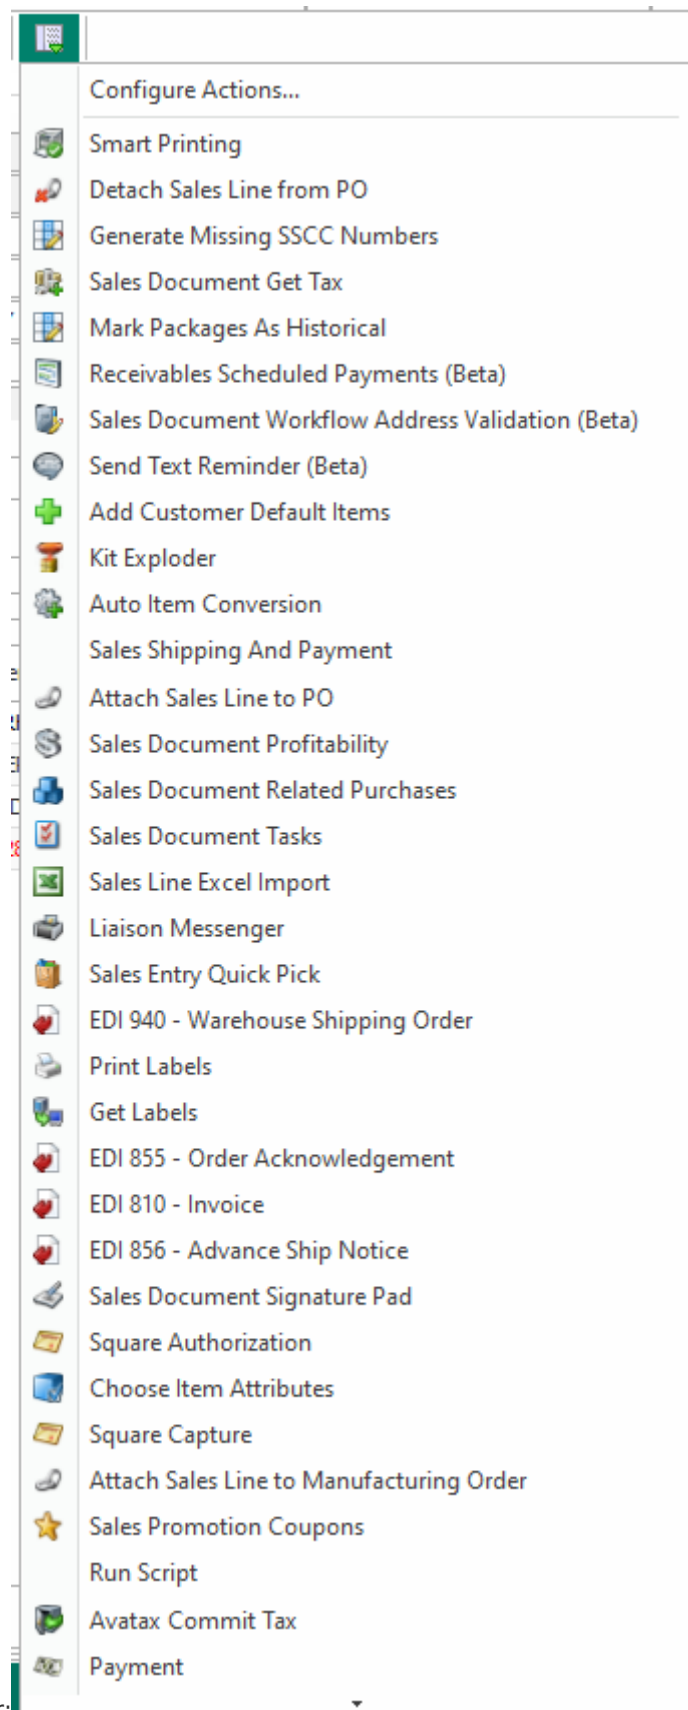 Configure Actions...
Smart Printing
Detach Sales Line from PO
Generate Missing SSCC Numbers
Sales Document Get Tax
Mark Packages As Historical
Receivables Scheduled Payments (Beta)
Sales Document Workflow Address Validation (Beta)
Send Text Reminder (Beta)
Add Customer Default Items
Kit Exploder
Auto Item Conversion
Sales Shipping And Payment
Attach Sales Line to PO
Sales Document Profitability
Sales Document Related Purchases
Sales Document Tasks
Sales Line Excel Import
Liaison Messenger
Sales Entry Quick Pick
EDI 940 - Warehouse Shipping Order
Print Labels
Get Labels
EDI 855 - Order Acknowledgement
EDI 810 - Invoice
EDI 856 - Advance Ship Notice
Sales Document Signature Pad
Square Authorization
Choose Item Attributes
Square Capture
Attach Sales Line to Manufacturing Order
Sales Promotion Coupons
Run Script
Avatax Commit Tax
Payment